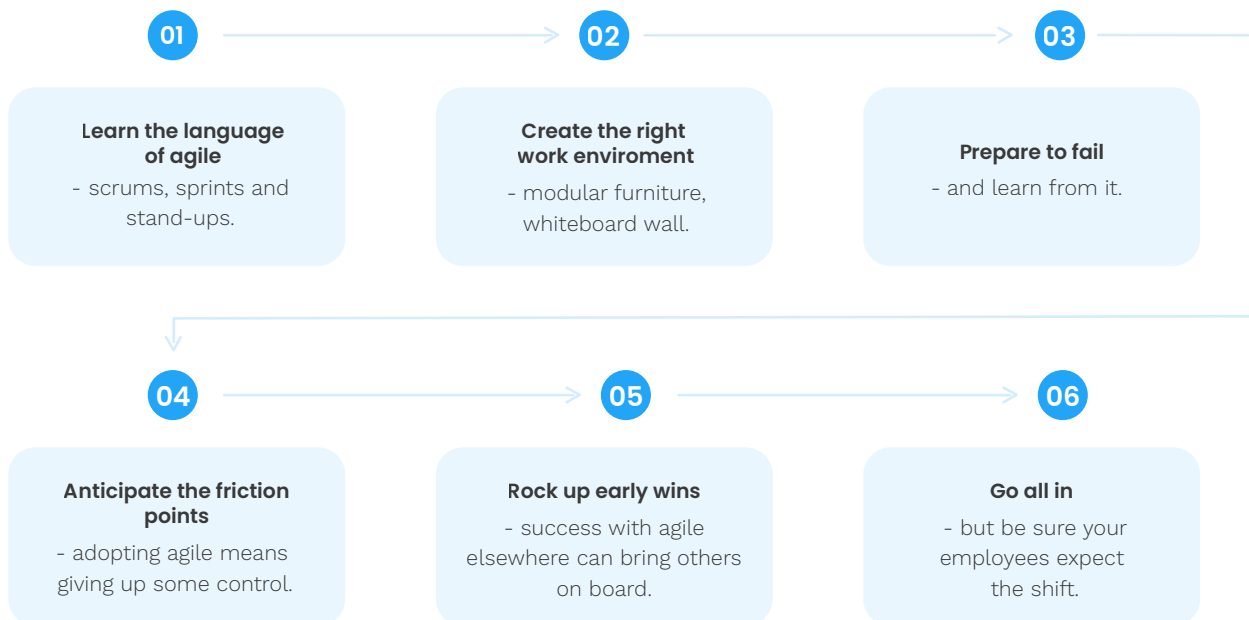 01
02
03
Learn the language
of agile
- scrums, sprints and
stand-ups.
Create the right
work enviroment
- modular furniture,
whiteboard wall.
Prepare to fail
- and learn from it.
04
05
06
Anticipate the friction
points
- adopting agile means
giving up some control.
Rock up early wins
- success with agile
elsewhere can bring others
on board.
Go all in
- but be sure your
employees expect
the shift.